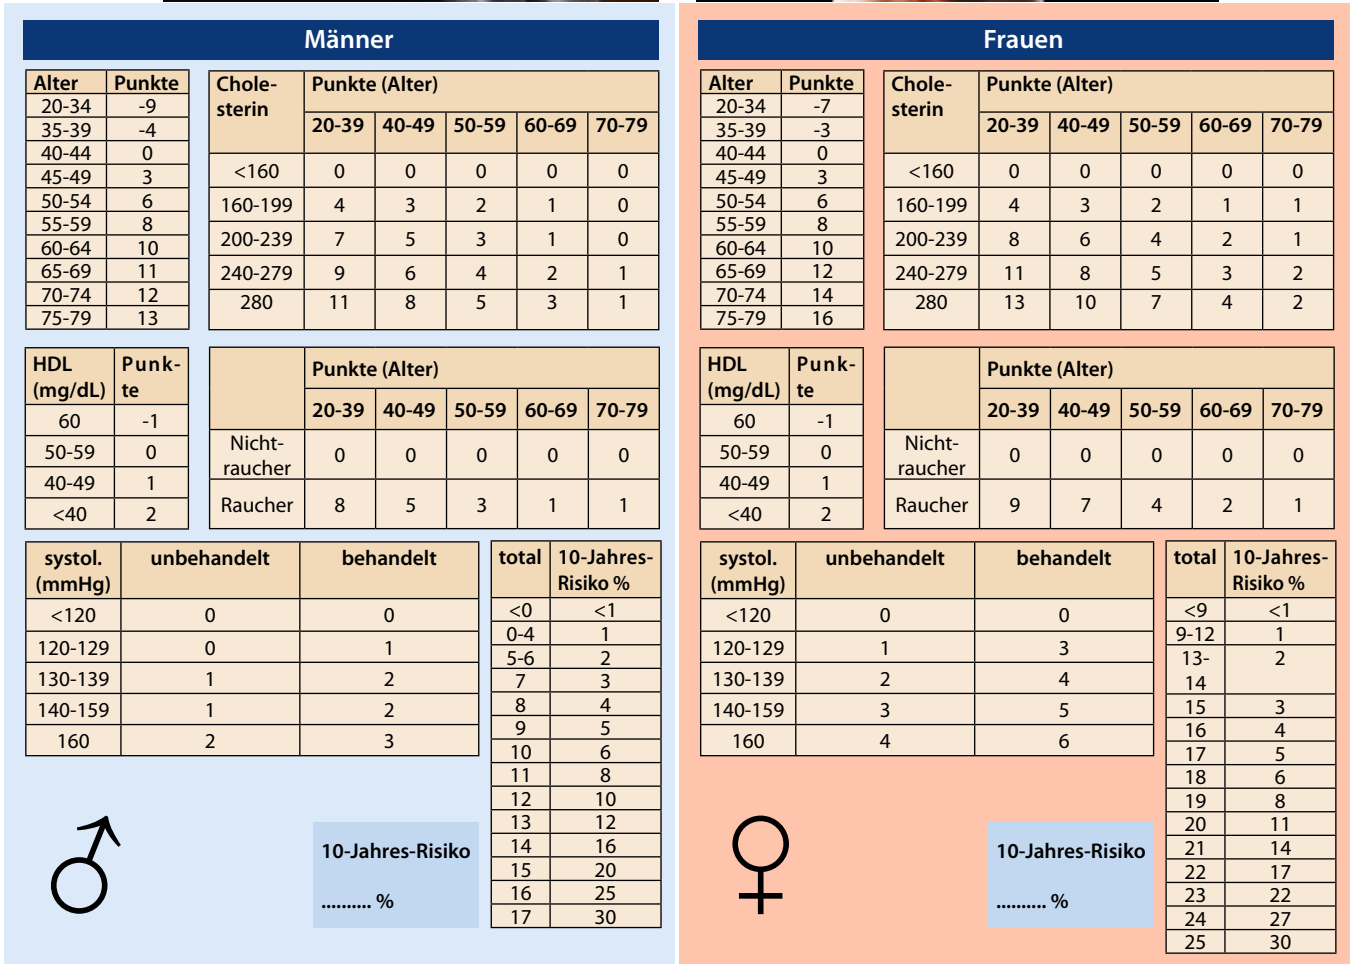 Männer
Alter Punkte
20-34 -9
35-39 -4
40-44 0
45-49 3
50-54 6
55-59 8
60-64 10
65-69 11
70-74 12
75-79 13
Chole- Punkte (Alter)
sterin
20-39 40-49 50-59 60-69 70-79
<160 0 0 0 0 0
160-199 4 3 2 1 0
200-239 7 5 3 1 0
240-279 9 6 4 2 1
280 11 8 5 3 1
HDL Punk-
(mg/dL) te
60 -1
50-59 0
40-49 1
<40 2
Punkte (Alter)
20-39 40-49 50-59 60-69 70-79
Nicht-
raucher 0 0 0 0 0
Raucher 8 5 3 1 1
systol. unbehandelt behandelt
(mmHg)
<120 0 0
120-129 0 1
130-139 1 2
140-159 1 2
160 2 3
total 10-Jahres-
Risiko %
<0 <1
0-4 1
5-6 2
7 3
8 4
9 5
10 6
11 8
12 10
13 12
14 16
15 20
16 25
17 30
10-Jahres-Risiko
.......... %
Frauen
Alter Punkte
20-34 -7
35-39 -3
40-44 0
45-49 3
50-54 6
55-59 8
60-64 10
65-69 12
70-74 14
75-79 16
Chole- Punkte (Alter)
sterin
20-39 40-49 50-59 60-69 70-79
<160 0 0 0 0 0
160-199 4 3 2 1 1
200-239 8 6 4 2 1
240-279 11 8 5 3 2
280 13 10 7 4 2
HDL Punk-
(mg/dL) te
60 -1
50-59 0
40-49 1
<40 2
Punkte (Alter)
20-39 40-49 50-59 60-69 70-79
Nicht-
raucher 0 0 0 0 0
Raucher 9 7 4 2 1
systol. unbehandelt behandelt
(mmHg)
<120 0 0
120-129 1 3
130-139 2 4
140-159 3 5
160 4 6
total 10-Jahres-
Risiko %
<9 <1
9-12 1
13- 2
14
15 3
16 4
17 5
18 6
19 8
20 11
21 14
22 17
23 22
24 27
25 30
10-Jahres-Risiko
.......... %